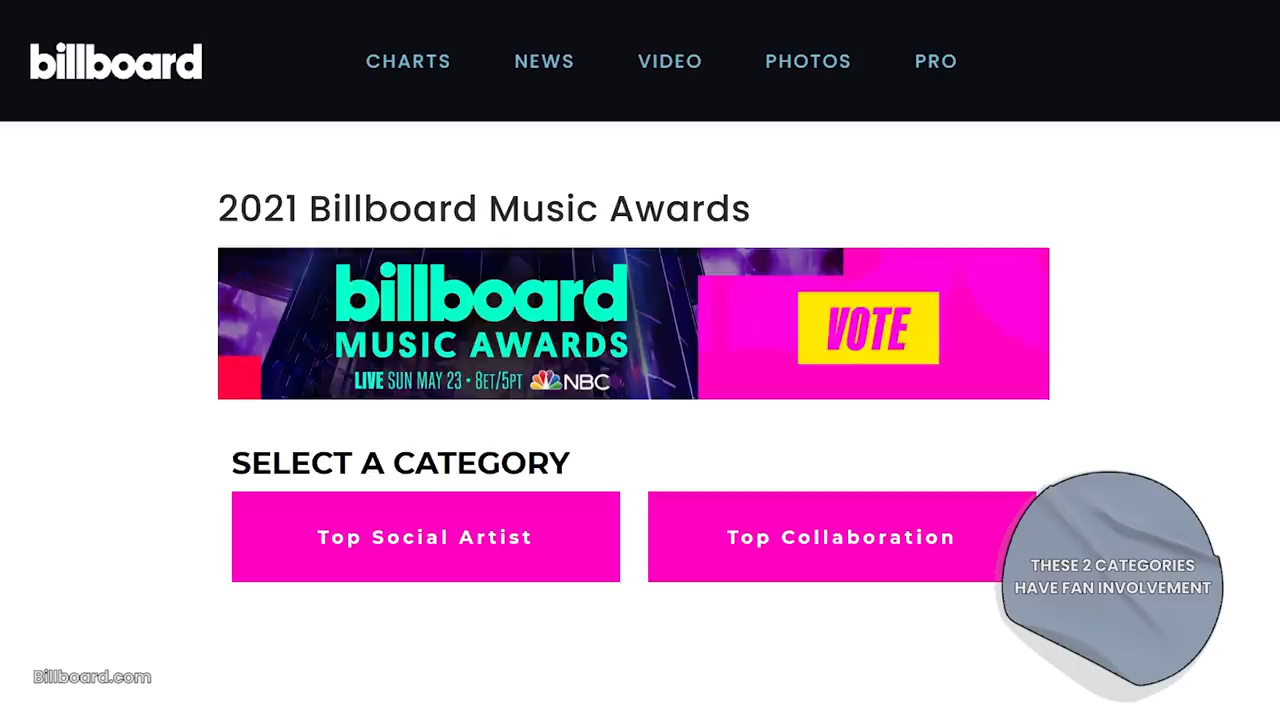 billboard
CHARTS NEWS VIDEO PHOTOS PRO
2021 Billboard Music Awards
billboard
MUSIC AWARDS
LIVE SUN MAY 23 • 8ET/5PT NBC
VOTE
SELECT A CATEGORY
Top Social Artist
Top Collaboration
THESE 2 CATEGORIES
HAVE FAN INVOLVEMENT
Billboard.com